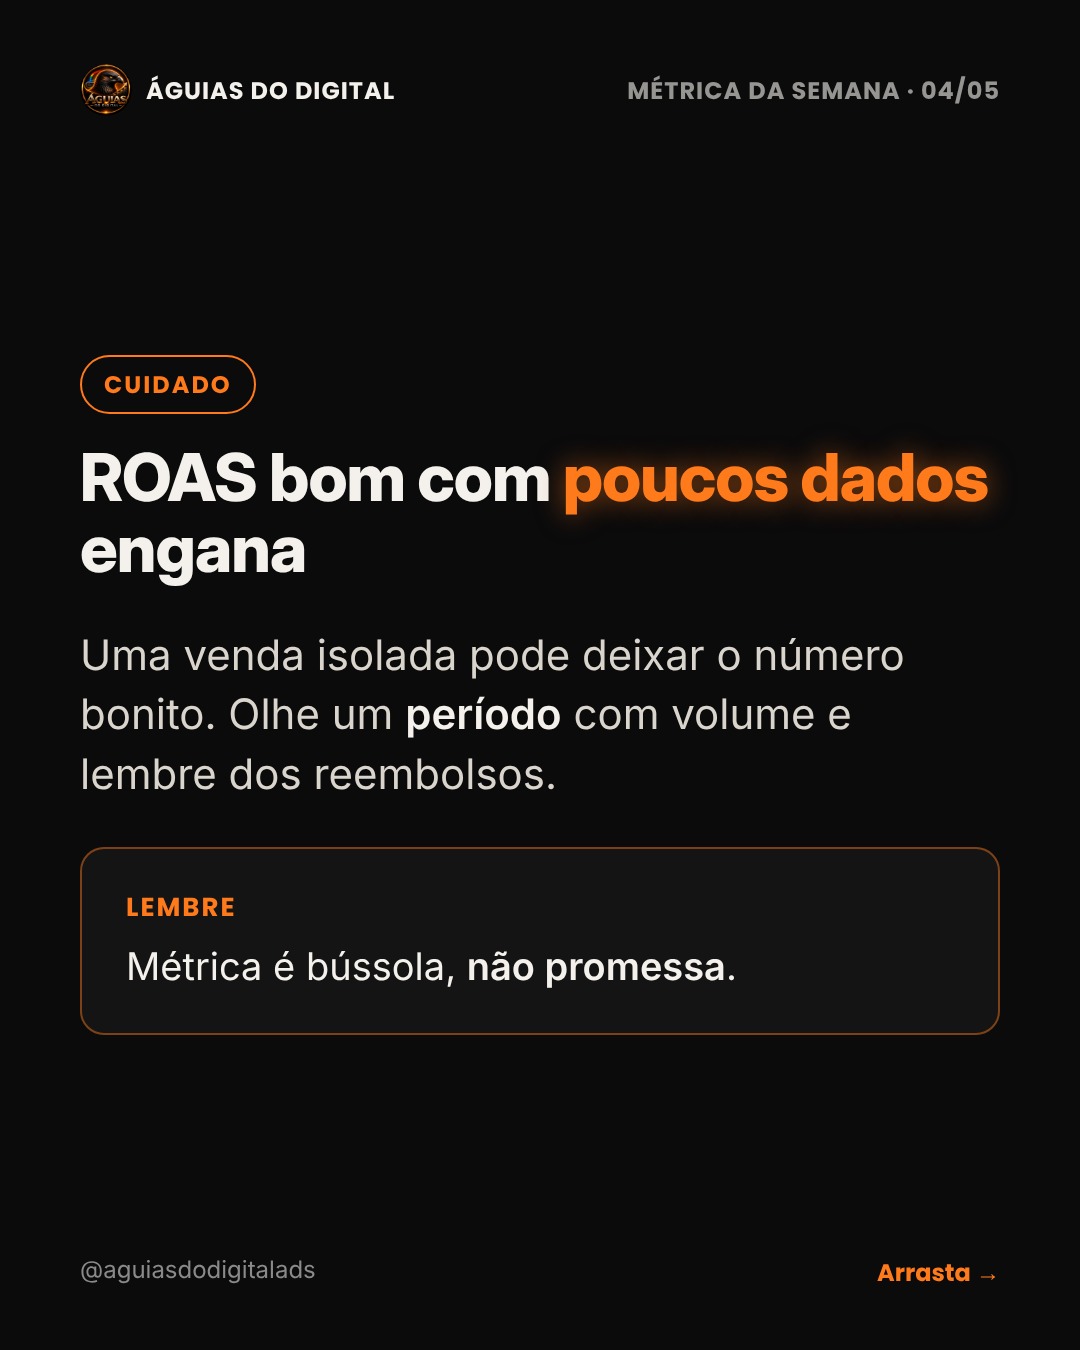 ÁGUIAS
ÁGUIAS DO DIGITAL
MÉTRICA DA SEMANA · 04/05
CUIDADO
ROAS bom com poucos dados
engana
Uma venda isolada pode deixar o número
bonito. Olhe um período com volume e
lembre dos reembolsos.
LEMBRE
Métrica é bússola, não promessa.
@aguiasdodigitalads
Arrasta →